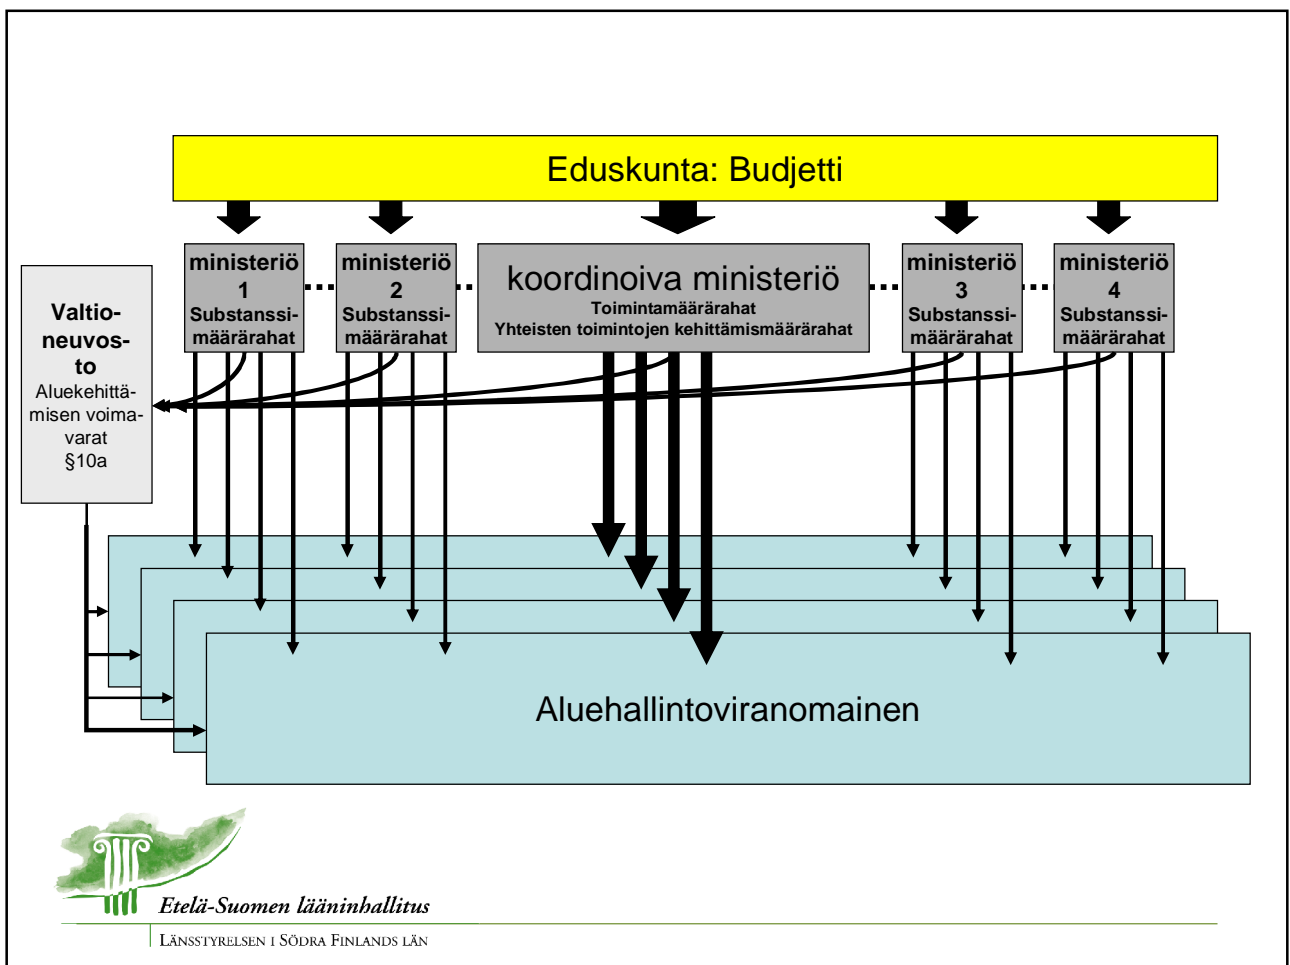 Eduskunta: Budjetti
ministeriö
1
Substanssi-
määrärahat
ministeriö
2
Substanssi-
määrärahat
koordinoiva ministeriö
Toimintamäärärahat
Yhteisten toimintojen kehittämismäärärahat
ministeriö
3
Substanssi-
määrärahat
ministeriö
4
Substanssi-
määrärahat
Valtio-
neuvos-
to
Aluekehittä-
misen voima-
varat
§10a
Aluehallintoviranomainen
Etelä-Suomen lääninhallitus
Länsstyrelsen i Södra Finlands län